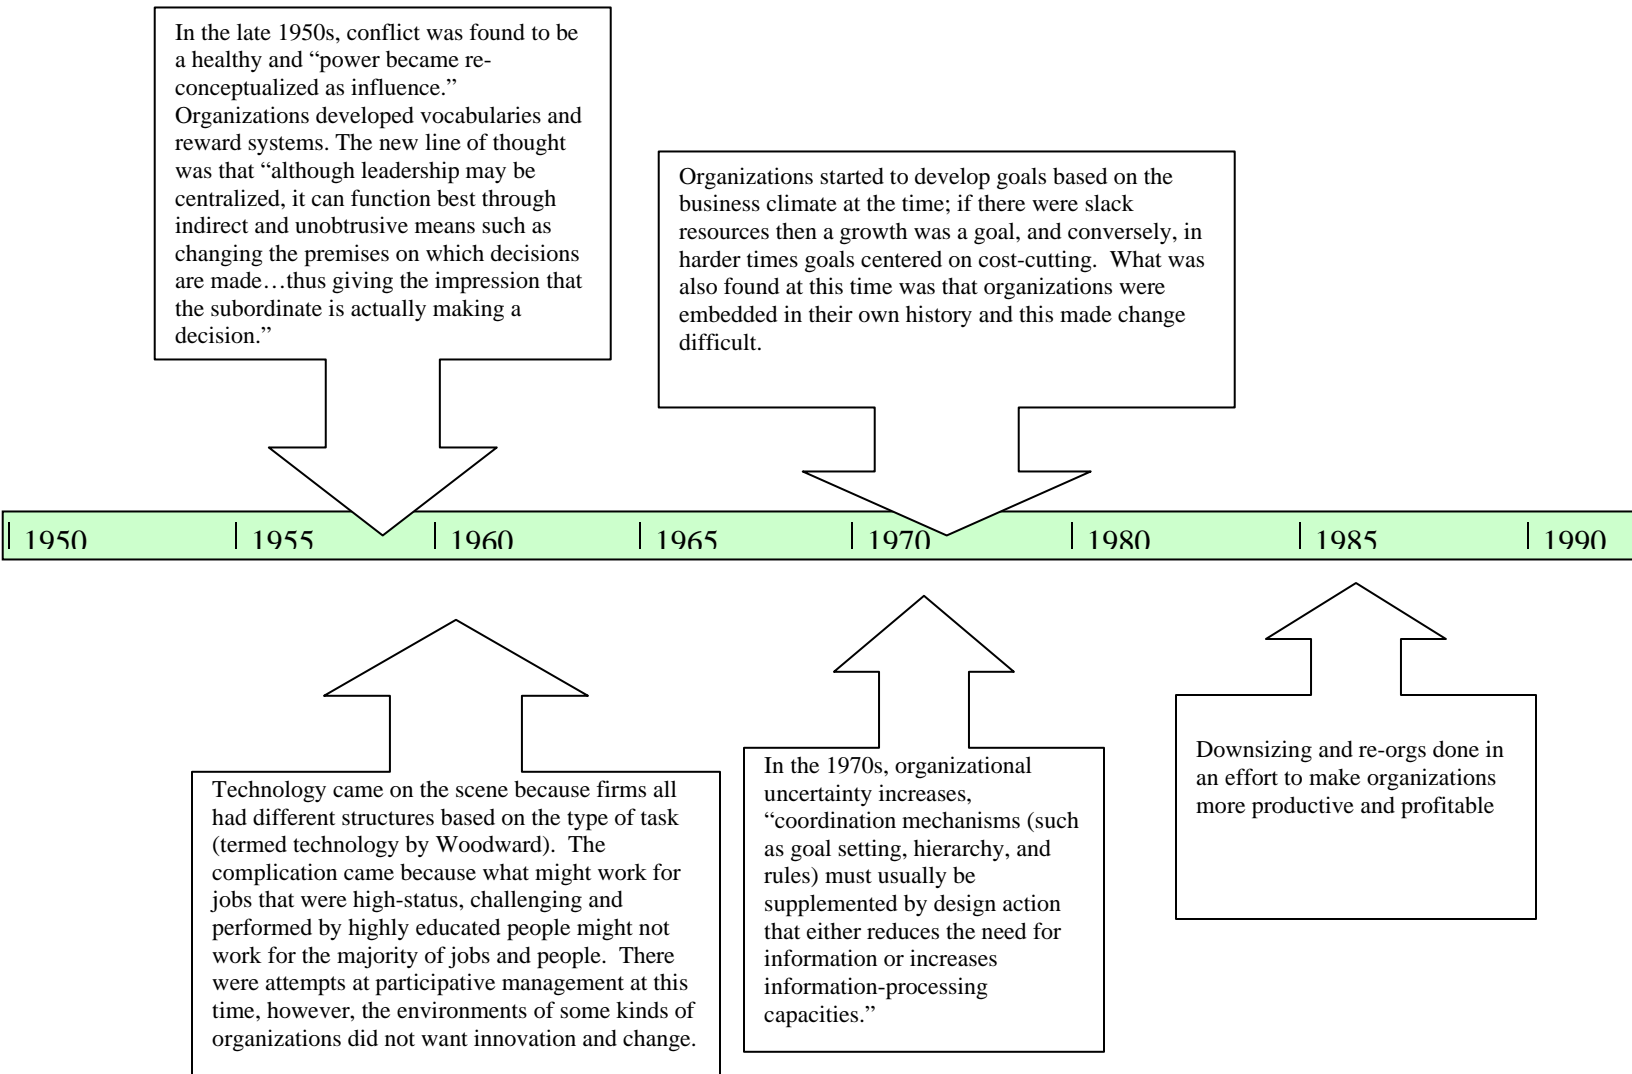 In the late 1950s, conflict was found to be
a healthy and “power became re-
conceptualized as influence.”
Organizations developed vocabularies and
reward systems. The new line of thought
was that “although leadership may be
centralized, it can function best through
indirect and unobtrusive means such as
changing the premises on which decisions
are made…thus giving the impression that
the subordinate is actually making a
decision.”
Organizations started to develop goals based on the
business climate at the time; if there were slack
resources then a growth was a goal, and conversely, in
harder times goals centered on cost-cutting.  What was
also found at this time was that organizations were
embedded in their own history and this made change
difficult.
1950 1955 1960 1965 1970 1980 1985 1990
Technology came on the scene because firms all
had different structures based on the type of task
(termed technology by Woodward).  The
complication came because what might work for
jobs that were high-status, challenging and
performed by highly educated people might not
work for the majority of jobs and people.  There
were attempts at participative management at this
time, however, the environments of some kinds of
organizations did not want innovation and change.
In the 1970s, organizational
uncertainty increases,
“coordination mechanisms (such
as goal setting, hierarchy, and
rules) must usually be
supplemented by design action
that either reduces the need for
information or increases
information-processing
capacities.”
Downsizing and re-orgs done in
an effort to make organizations
more productive and profitable